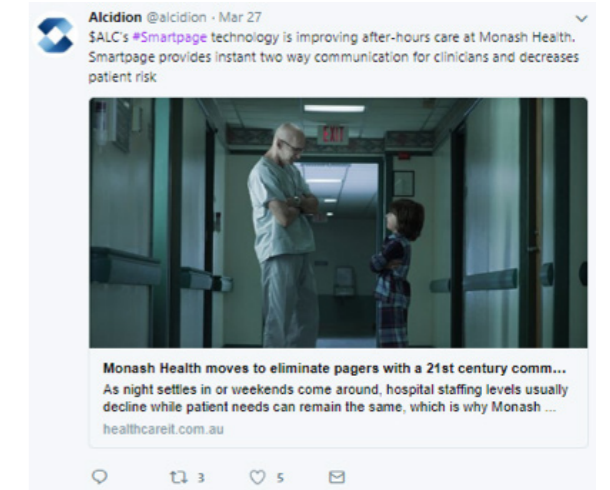 Alcidion @alcidion · Mar 27
$ALC's #Smartpage technology is improving after-hours care at Monash Health.
Smartpage provides instant two way communication for clinicians and decreases
patient risk
EXIT
Monash Health moves to eliminate pagers with a 21st century comm...
As night settles in or weekends come around, hospital staffing levels usually
decline while patient needs can remain the same, which is why Monash ...
healthcareit.com.au
3 5